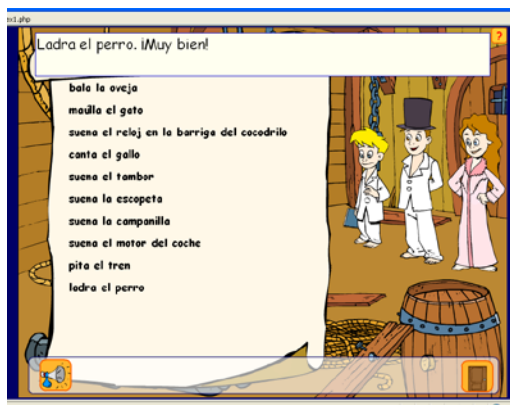 ex1.php
?
Ladra el perro. ¡Muy bien!
bala la oveja
maúlla el gato
suena el reloj en la barriga del cocodrilo
canta el gallo
suena el tambor
suena la escopeta
suena la campanilla
suena el motor del coche
pita el tren
ladra el perro